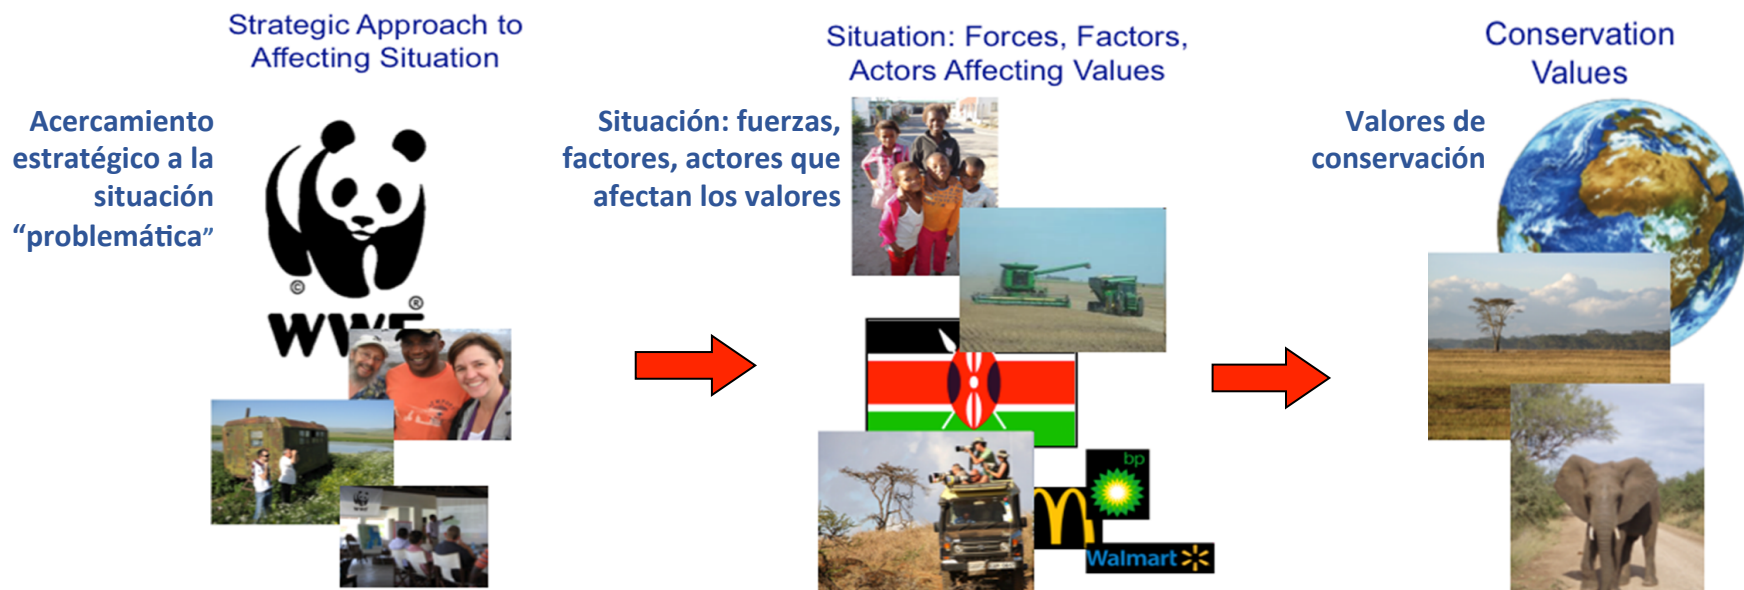 Strategic Approach to
Affecting Situation
Acercamiento
estratégico a la
situación
“problemática”
©
®
WWF
WWF
Situation: Forces, Factors,
Actors Affecting Values
Situación: fuerzas,
factores, actores que
afectan los valores
bp
Walmart
Conservation
Values
Valores de
conservación